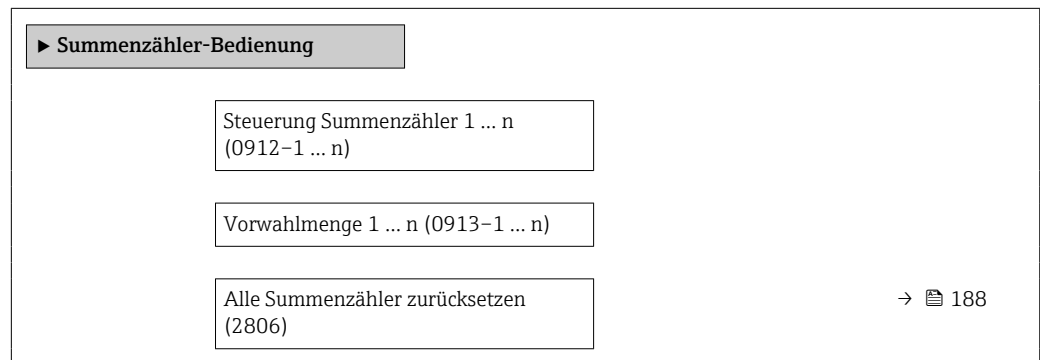 ▶ Summenzähler-Bedienung
Steuerung Summenzähler 1 … n
(0912–1 … n)
Vorwahlmenge 1 … n (0913–1 … n)
Alle Summenzähler zurücksetzen
(2806)
→ 188